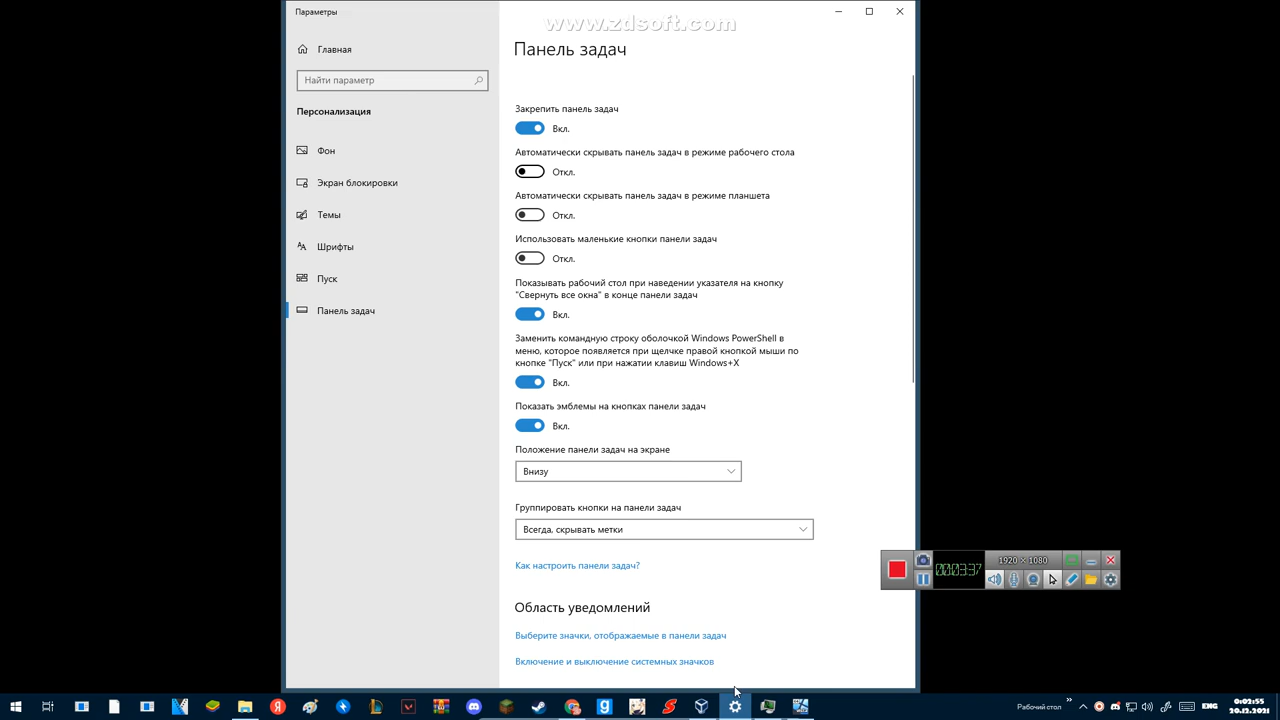 Параметры
www.zdsoft.com
Главная
Панель задач
Найти параметр
Персонализация
Фон
Экран блокировки
Темы
Шрифты
Пуск
Панель задач
Закрепить панель задач
Вкл.
Автоматически скрывать панель задач в режиме рабочего стола
Откл.
Автоматически скрывать панель задач в режиме планшета
Откл.
Использовать маленькие кнопки панели задач
Откл.
Показывать рабочий стол при наведении указателя на кнопку
"Свернуть все окна" в конце панели задач
Вкл.
Заменить командную строку оболочкой Windows PowerShell в
меню, которое появляется при щелчке правой кнопкой мыши по
кнопке "Пуск" или при нажатии клавиш Windows+X
Вкл.
Показать эмблемы на кнопках панели задач
Вкл.
Положение панели задач на экране
Внизу
Группировать кнопки на панели задач
Всегда, скрывать метки
Как настроить панели задач?
Область уведомлений
Выберите значки, отображаемые в панели задач
Включение и выключение системных значков
1920 × 1080
00:03:37
Рабочий стол
ENG
0:02:55
29.12.2021